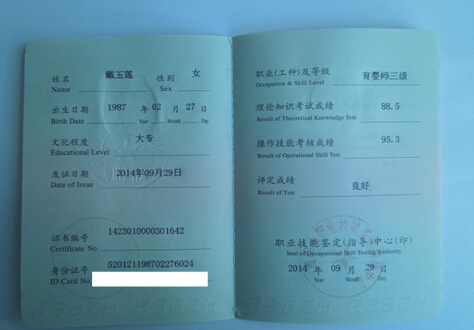 姓名 戴玉莲 性别 女
Name Sex
出生日期 1987 年 02 月 27 日
Birth Date Year Month Day
文化程度 大专
Educational Level
发证日期 2014年09月29日
Date of Issue
证书编号 1423010000301642
Certificate No.
身份证号 520121198702276024
ID Card No.
职业(工种)及等级 育婴师三级
Occupation & Skill Level
理论知识考试成绩 88.5
Result of Theoretical Knowledge Test
操作技能考核成绩 95.3
Result of Operational Skill Test
评定成绩 良好
Result of Test
职业技能鉴定(指导)中心(印)
Seal of Occupational Skill Testing Authority
2014 年 09 月 29 日
Year Month Day